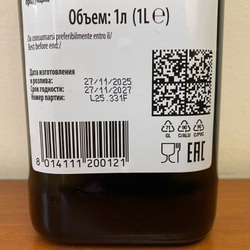 Объем: 1л (1L℮)
Da consumarsi preferibilmente entro il/
Best before end:/
Дата изготовления
и розлива: 27/11/2025
Срок годности: 27/11/2027
Номер партии: L25.331F
GL C/ALU C/PVC
8 014111 200121
EAC